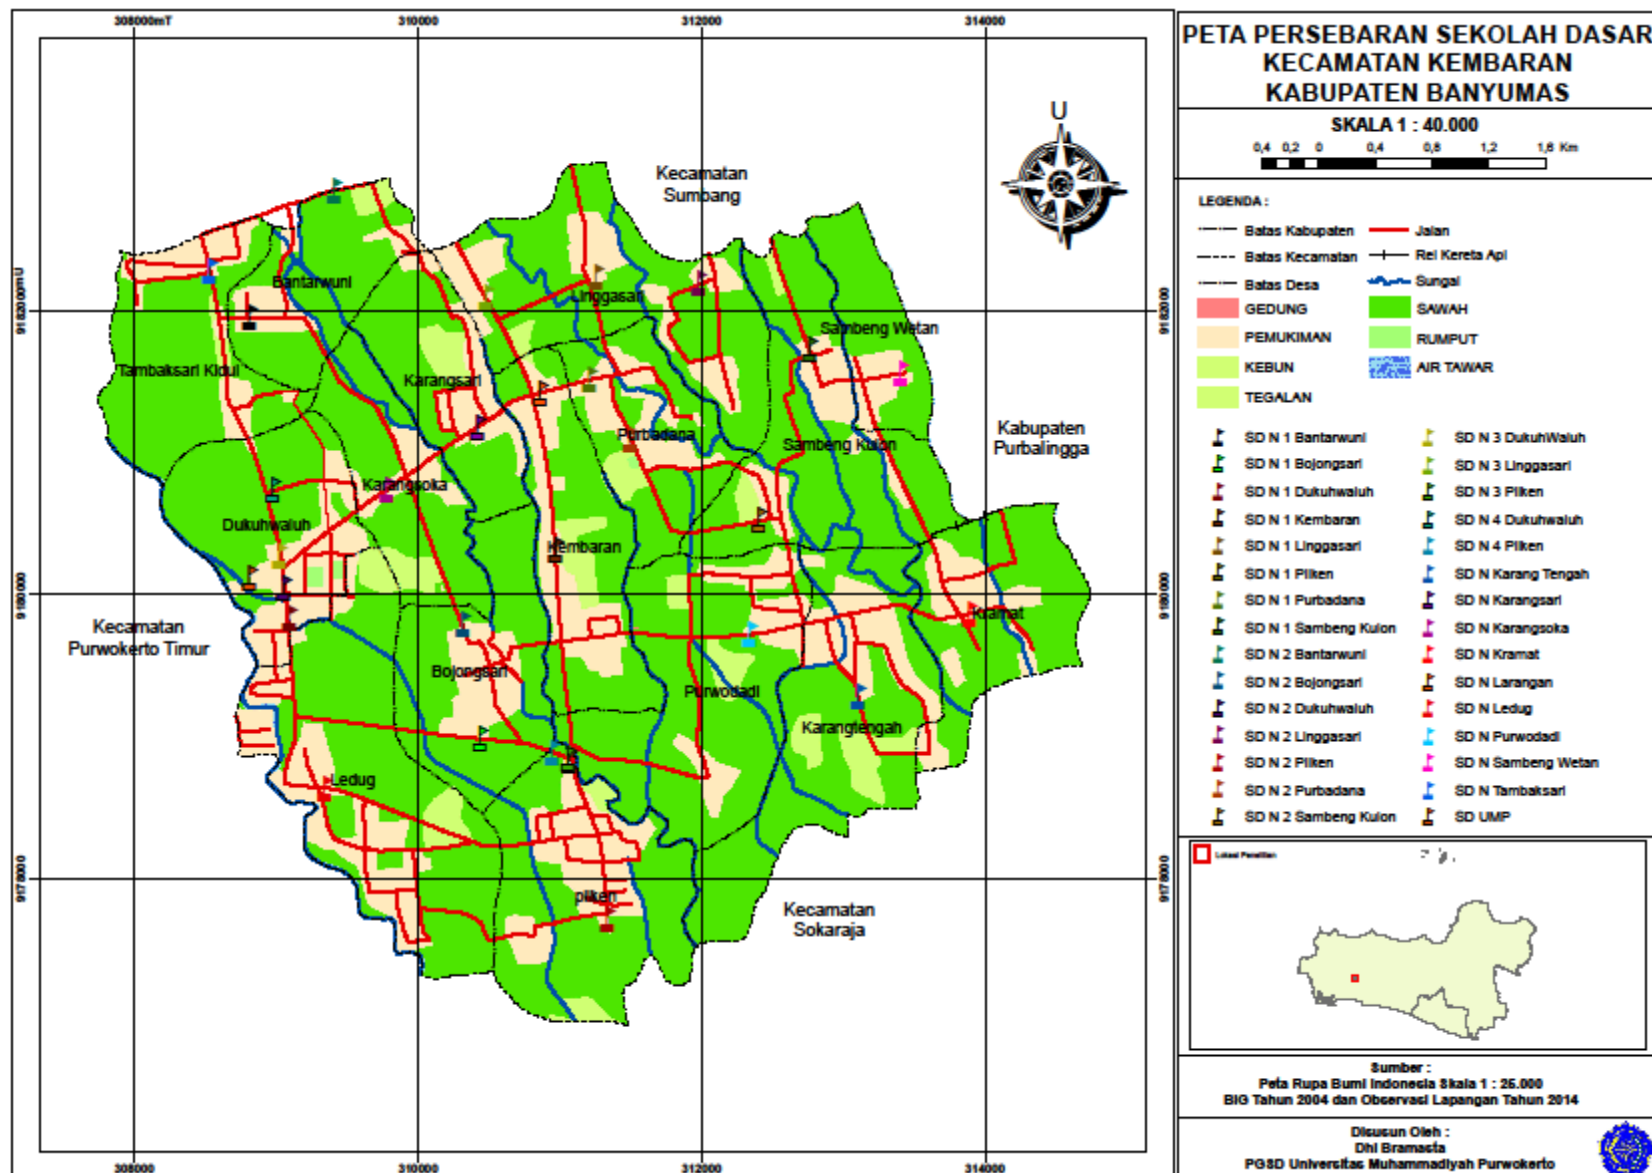 308000mT 310000 312000 314000
PETA PERSEBARAN SEKOLAH DASAR
KECAMATAN KEMBARAN
KABUPATEN BANYUMAS
SKALA 1 : 40.000
0,4 0,2 0 0,4 0,8 1,2 1,6 Km
LEGENDA :
Batas Kabupaten
Jalan
Batas Kecamatan
Rel Kereta Api
Batas Desa
Sungai
GEDUNG
SAWAH
PEMUKIMAN
RUMPUT
KEBUN
AIR TAWAR
TEGALAN
SD N 1 Bantarwuni
SD N 3 DukuhWaluh
SD N 1 Bojongsari
SD N 3 Linggasari
SD N 1 Dukuhwaluh
SD N 3 Pliken
SD N 1 Kembaran
SD N 4 Dukuhwaluh
SD N 1 Linggasari
SD N 4 Pliken
SD N 1 Pliken
SD N Karang Tengah
SD N 1 Purbadana
SD N Karangsari
SD N 1 Sambeng Kulon
SD N Karangsoka
SD N 2 Bantarwuni
SD N Kramat
SD N 2 Bojongsari
SD N Larangan
SD N 2 Dukuhwaluh
SD N Ledug
SD N 2 Linggasari
SD N Purwodadi
SD N 2 Pliken
SD N Sambeng Wetan
SD N 2 Purbadana
SD N Tambaksari
SD N 2 Sambeng Kulon
SD UMP
Lokasi Penelitian
Sumber :
Peta Rupa Bumi Indonesia Skala 1 : 25.000
BIG Tahun 2004 dan Observasi Lapangan Tahun 2014
Disusun Oleh :
Dhi Bramasta
PGSD Universitas Muhammadiyah Purwokerto
U
Kecamatan
Sumbang
Bantarwuni
Linggasari
Sambeng Wetan
Tambaksari Kidul
Karangsari
Purbadana
Sambeng Kulon
Kabupaten
Purbalingga
Karangsoka
Dukuhwaluh
Kembaran
Kramat
Kecamatan
Purwokerto Timur
Bojongsari
Purwodadi
Karangtengah
Ledug
pliken
Kecamatan
Sokaraja
9182000mU
9182000
9180000
9180000
9178000
9178000
308000 310000 312000 314000